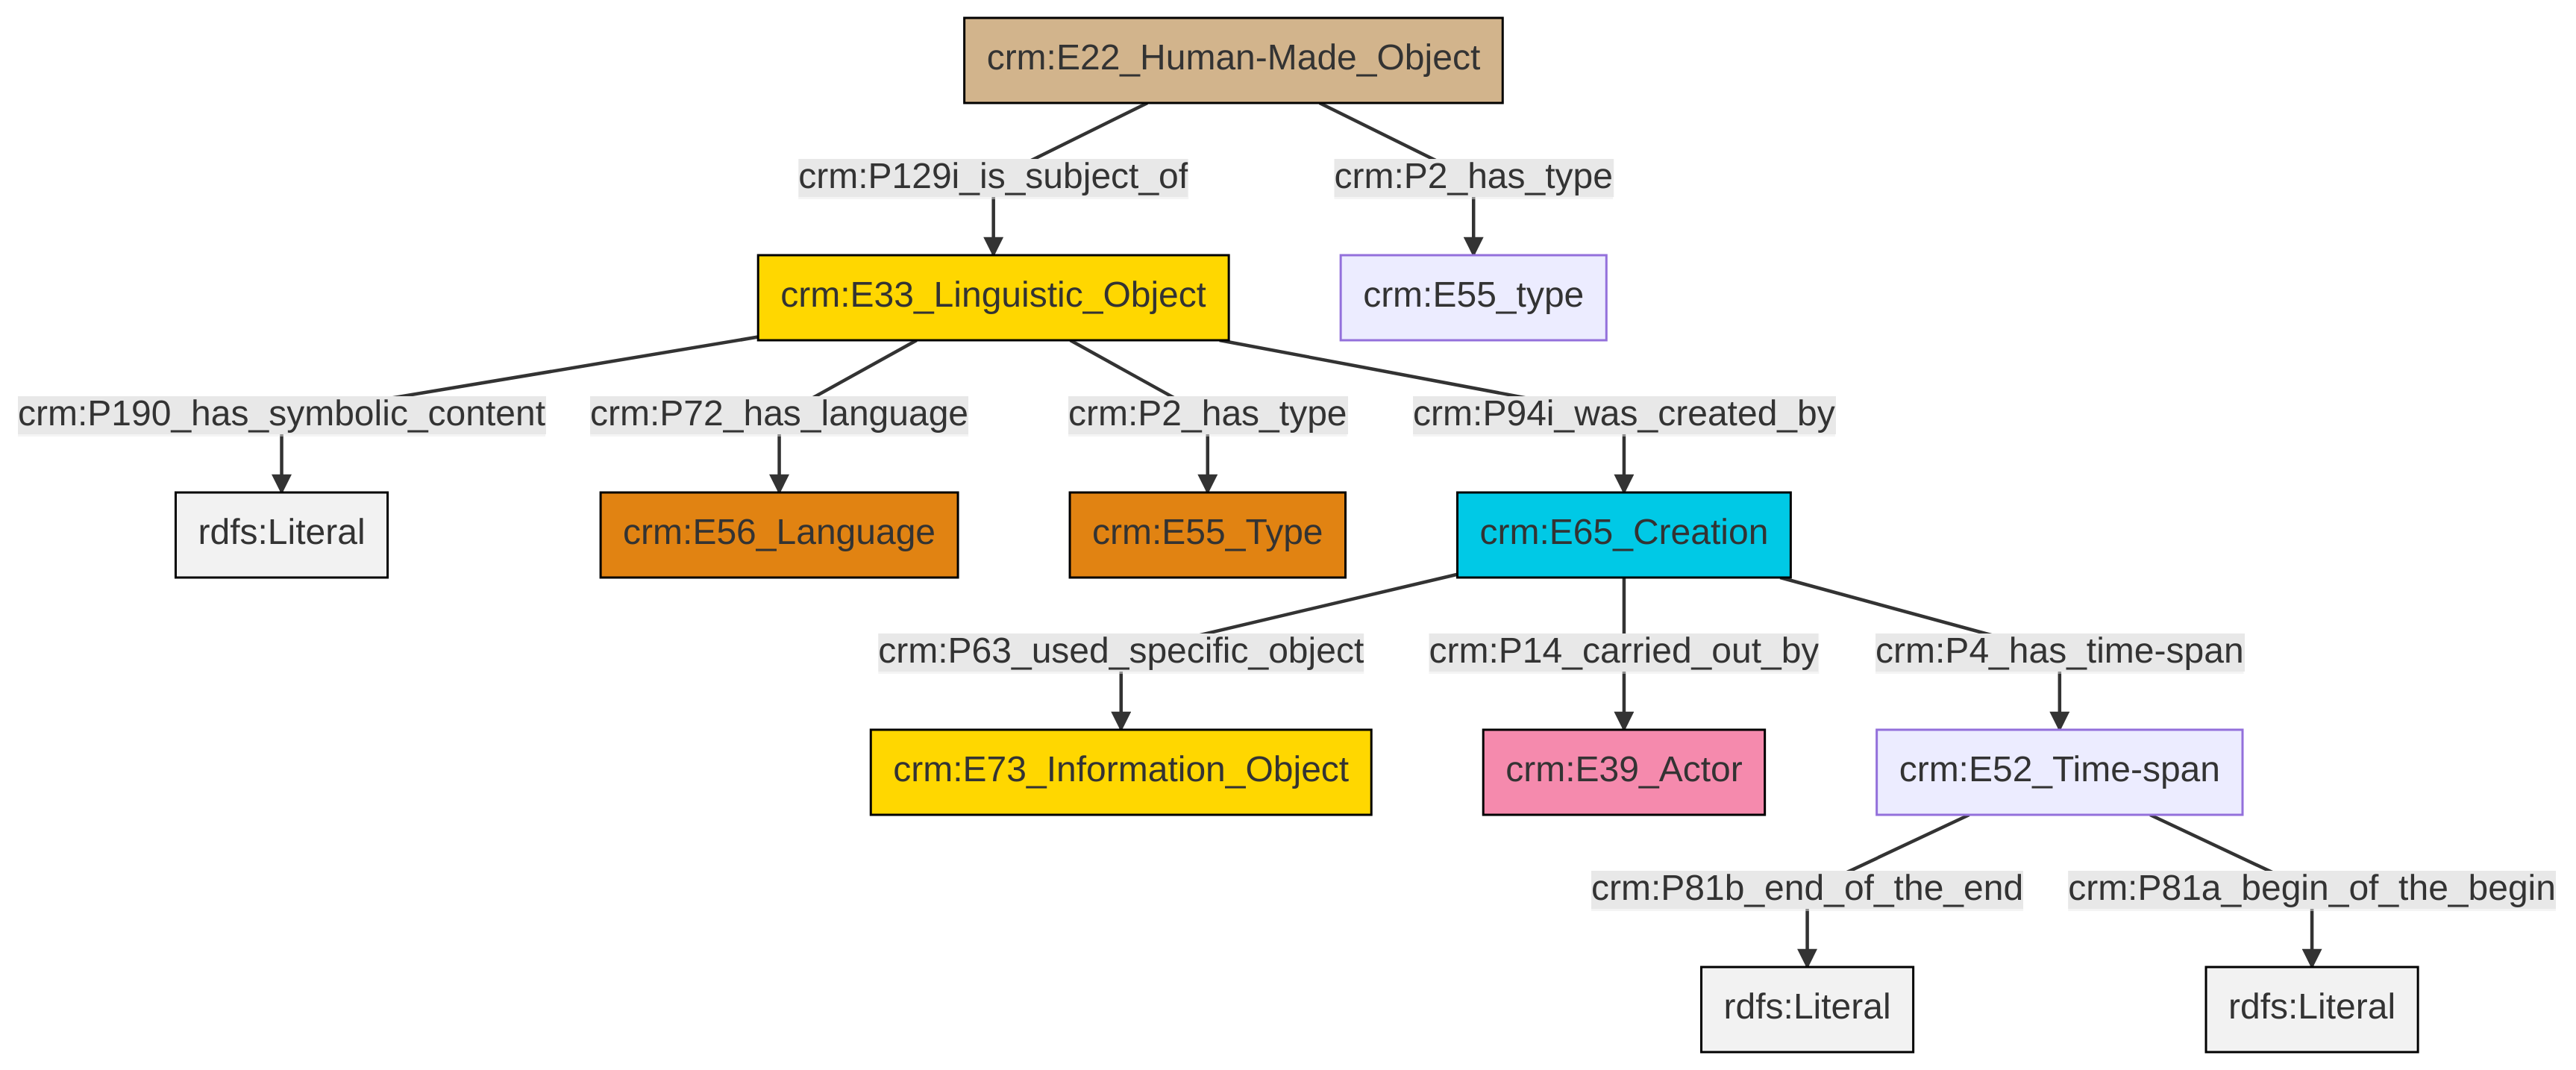 crm:E22_Human-Made_Object
crm:P129i_is_subject_of
crm:P2_has_type
crm:E33_Linguistic_Object
crm:E55_type
crm:P190_has_symbolic_content
crm:P72_has_language
crm:P2_has_type
crm:P94i_was_created_by
rdfs:Literal
crm:E56_Language
crm:E55_Type
crm:E65_Creation
crm:P63_used_specific_object
crm:P14_carried_out_by
crm:P4_has_time-span
crm:E73_Information_Object
crm:E39_Actor
crm:E52_Time-span
crm:P81b_end_of_the_end
crm:P81a_begin_of_the_begin
rdfs:Literal
rdfs:Literal